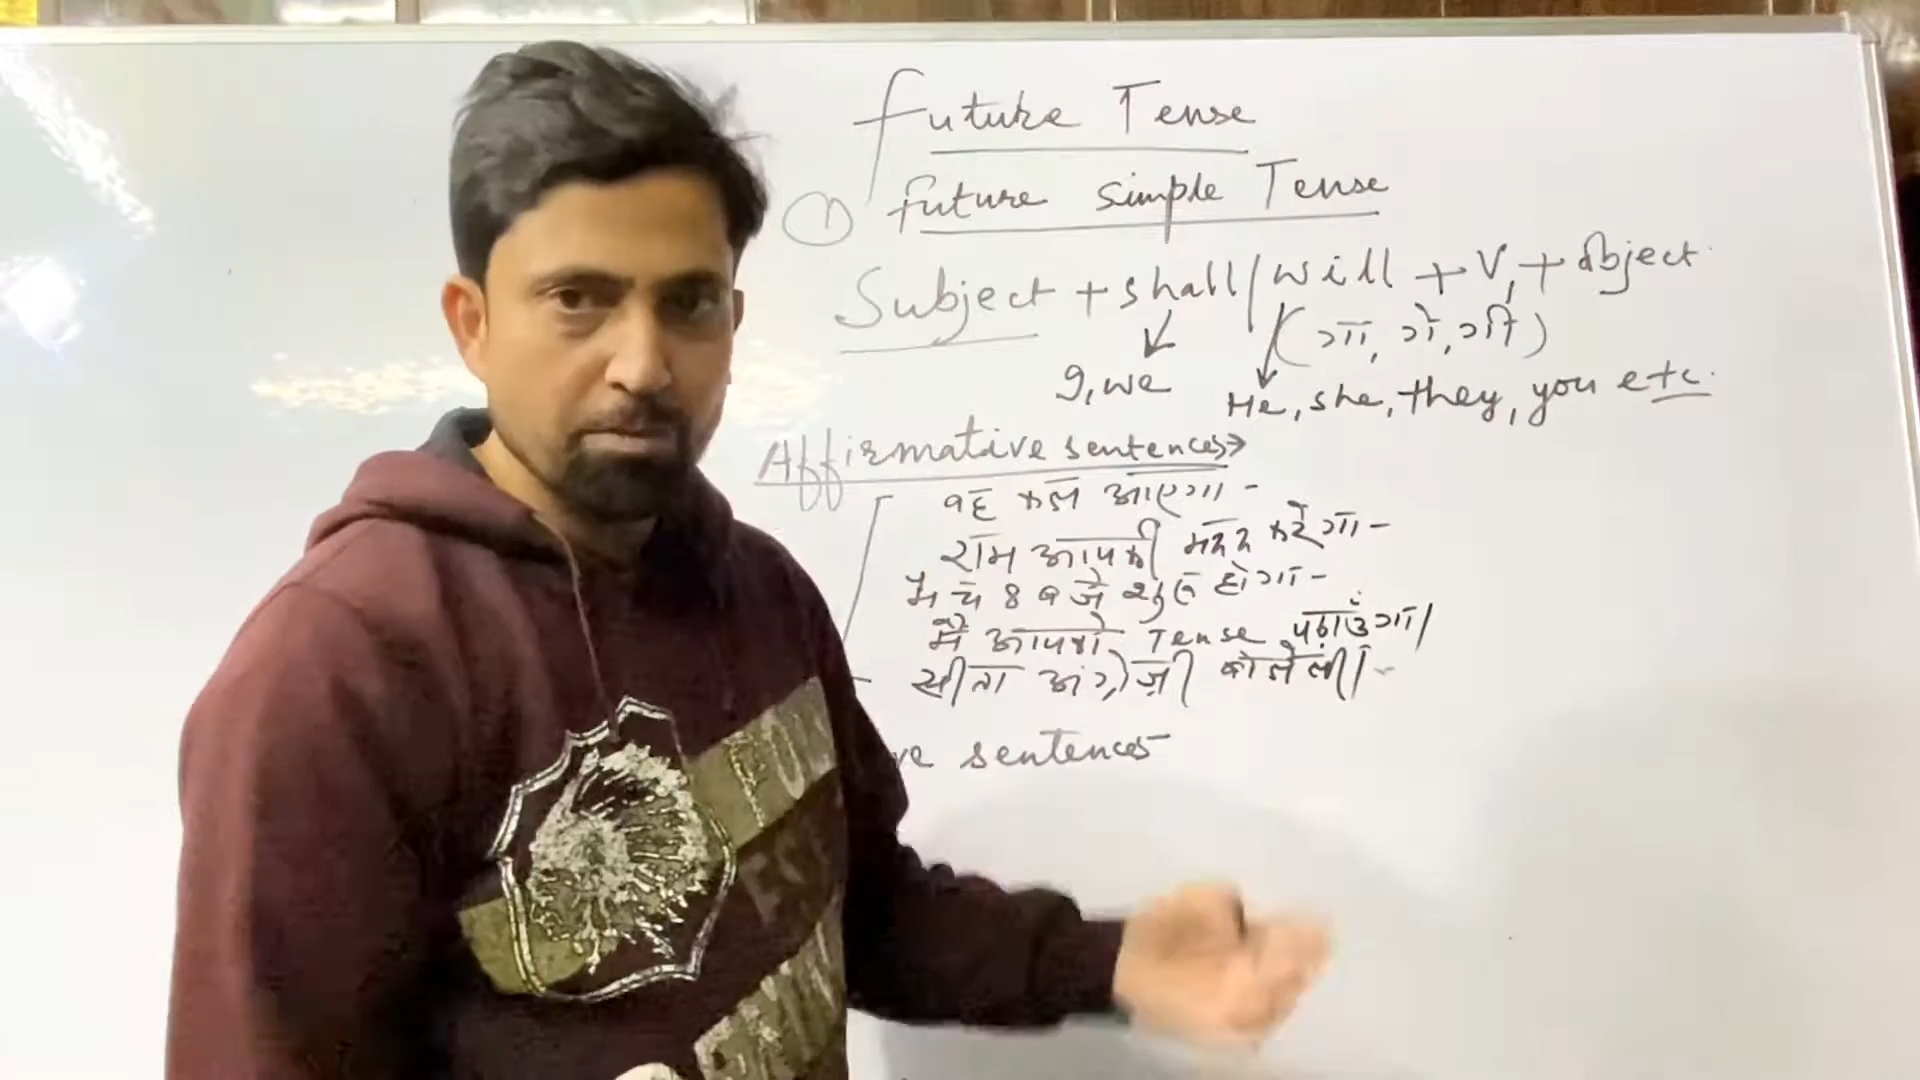 Future Tense
① Future simple Tense
Subject + shall/will + V₁ + object
(गा, गे, गी)
I, we
He, she, they, you etc.
Affirmative sentences→
वह कल आएगा -
राम आपकी मदद करेगा -
मैच 8 बजे शुरू होगा -
मैं आपको Tense पढ़ाउंगा।
सीता अंग्रेज़ी बोलेगी।
sentences